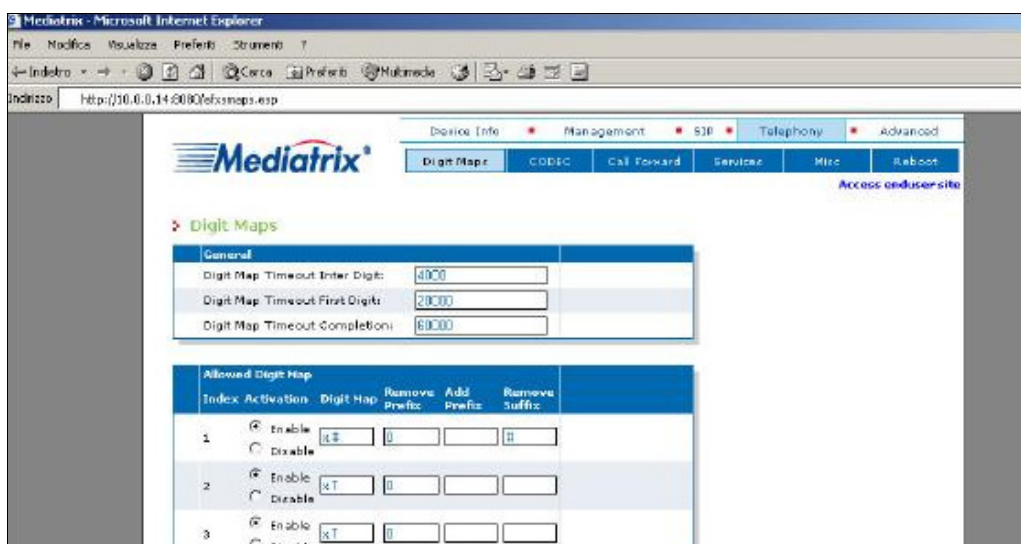 Mediatrix - Microsoft Internet Explorer
File Modifica Visualizza Preferiti Strumenti ?
Indietro Cerca Preferiti Multimedia
Indirizzo http://10.0.0.14:8080/efxsmaps.esp
Device Info Management SIP Telephony Advanced
Mediatrix
Digit Maps CODEC Call Forward Services Misc Reboot
Access enduser site
Digit Maps
General
Digit Map Timeout Inter Digit: 4000
Digit Map Timeout First Digit: 20000
Digit Map Timeout Completion: 60000
Allowed Digit Map
Index Activation Digit Map Remove Prefix Add Prefix Remove Suffix
1 Enable x.# 0 #
Disable
2 Enable x.T 0
Disable
3 Enable x.T 0